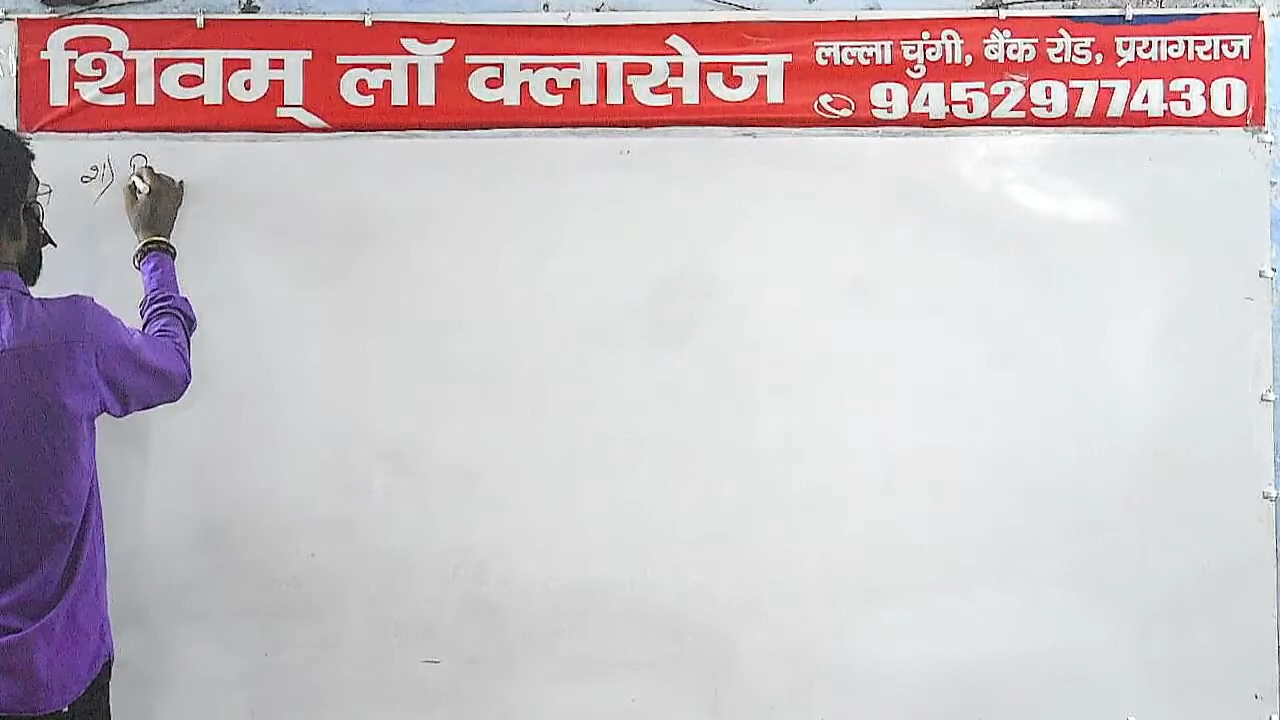 शिवम् लॉ क्लासेज
लल्ला चुंगी, बैंक रोड, प्रयागराज
9452977430